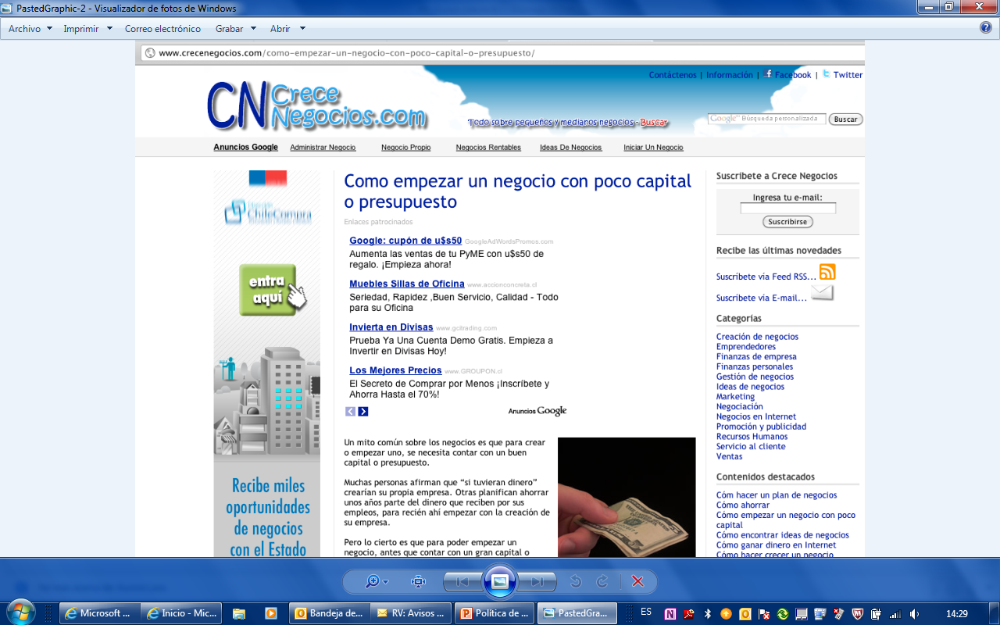 PastedGraphic-2 - Visualizador de fotos de Windows
Archivo Imprimir Correo electrónico Grabar Abrir
www.crecenegocios.com/como-empezar-un-negocio-con-poco-capital-o-presupuesto/
Contáctenos | Información | Facebook | Twitter
CN Crece Negocios.com
Todo sobre pequeños y medianos negocios - Buscar
Google™ Búsqueda personalizada Buscar
Anuncios Google Administrar Negocio Negocio Propio Negocios Rentables Ideas De Negocios Iniciar Un Negocio
ChileCompra
entra
aquí
Recibe miles
oportunidades
de negocios
con el Estado
Como empezar un negocio con poco capital
o presupuesto
Enlaces patrocinados
Google: cupón de u$s50 GoogleAdWordsPromos.com
Aumenta las ventas de tu PyME con u$s50 de
regalo. ¡Empieza ahora!
Muebles Sillas de Oficina www.accionconcreta.cl
Seriedad, Rapidez ,Buen Servicio, Calidad - Todo
para su Oficina
Invierta en Divisas www.gcitrading.com
Prueba Ya Una Cuenta Demo Gratis. Empieza a
Invertir en Divisas Hoy!
Los Mejores Precios www.GROUPON.cl
El Secreto de Comprar por Menos ¡Inscríbete y
Ahorra Hasta el 70%!
Anuncios Google
Un mito común sobre los negocios es que para crear
o empezar uno, se necesita contar con un buen
capital o presupuesto.
Muchas personas afirman que “si tuvieran dinero”
crearían su propia empresa. Otras planifican ahorrar
unos años parte del dinero que reciben por sus
empleos, para recién ahí empezar con la creación de
su empresa.
Pero lo cierto es que para poder empezar un
negocio, antes que contar con un gran capital o
Suscríbete a Crece Negocios
Ingresa tu e-mail:
Suscribirse
Recibe las últimas novedades
Suscríbete vía Feed RSS...
Suscríbete vía E-mail...
Categorías
Creación de negocios
Emprendedores
Finanzas de empresa
Finanzas personales
Gestión de negocios
Ideas de negocios
Marketing
Negociación
Negocios en Internet
Promoción y publicidad
Recursos Humanos
Servicio al cliente
Ventas
Contenidos destacados
Cóm hacer un plan de negocios
Cómo ahorrar
Cómo empezar un negocio con poco
capital
Cómo encontrar ideas de negocios
Cómo ganar dinero en Internet
Cómo hacer crecer un negocio
Microsoft ... Inicio - Mic... Bandeja de... RV: Avisos ... Política de ... PastedGra... ES 14:29